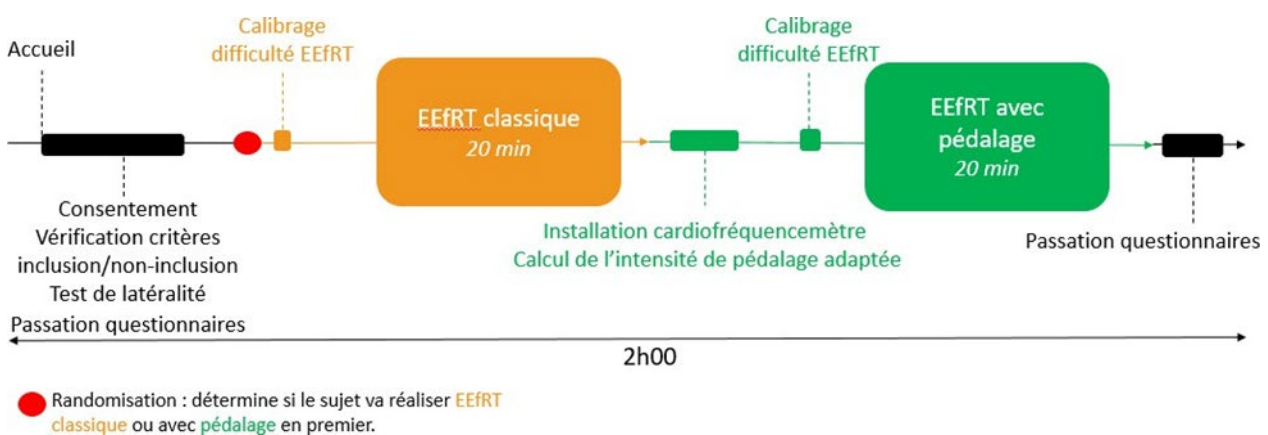 Accueil
Calibrage
difficulté EEfRT
Calibrage
difficulté EEfRT
EEfRT classique
20 min
EEfRT avec
pédalage
20 min
Consentement
Vérification critères
inclusion/non-inclusion
Test de latéralité
Passation questionnaires
Installation cardiofréquencemètre
Calcul de l’intensité de pédalage adaptée
Passation questionnaires
2h00
Randomisation : détermine si le sujet va réaliser EEfRT
classique ou avec pédalage en premier.